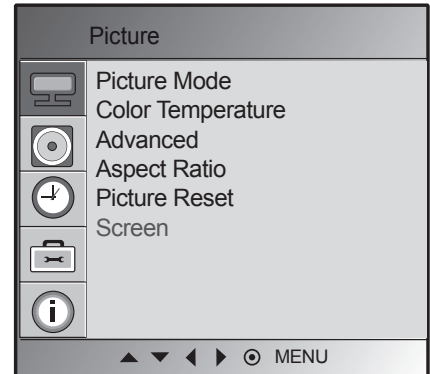 Picture
Picture Mode
Color Temperature
Advanced
Aspect Ratio
Picture Reset
Screen
MENU